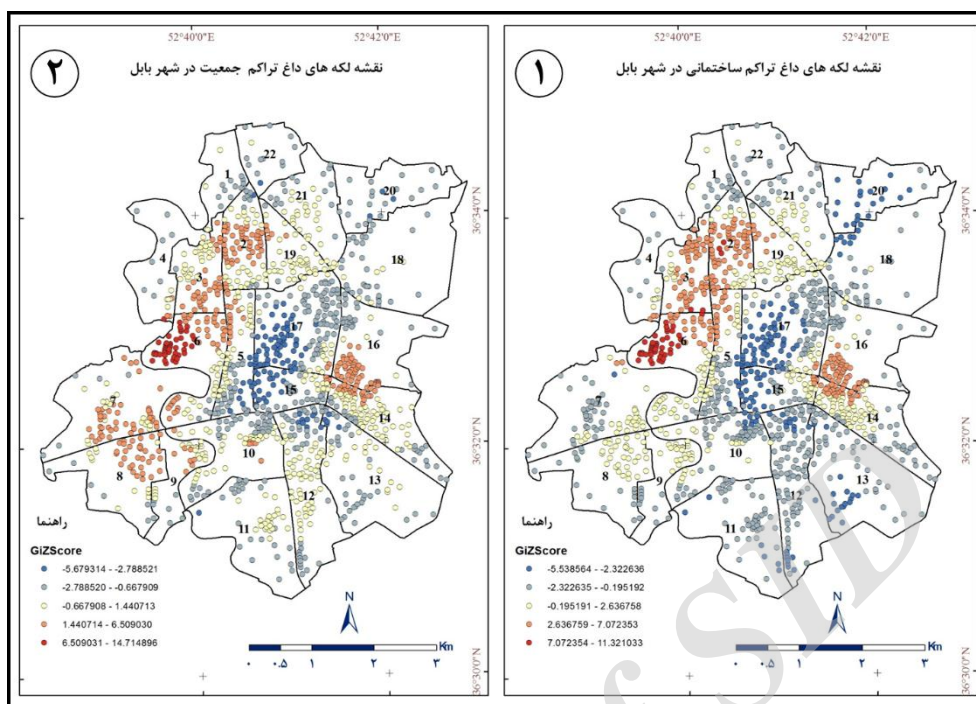 52°40'0"E 52°42'0"E
۲
نقشه لکه های داغ تراکم جمعیت در شهر بابل
22
1
20
21
36°34'0"N
2
4
19
18
3
17
6
16
5
15
7
14
36°32'0"N
10
8
9
13
12
11
راهنما
GiZScore
-5.679314 - -2.788521
-2.788520 - -0.667909
-0.667908 - 1.440713
1.440714 - 6.509030
6.509031 - 14.714896
N
Km
۰ ۰.۵ ۱ ۲ ۳
36°30'0"N
52°40'0"E 52°42'0"E
۱
نقشه لکه های داغ تراکم ساختمانی در شهر بابل
22
1
20
21
36°34'0"N
2
4
19
18
3
17
6
16
5
15
7
14
36°32'0"N
10
8
9
13
12
11
راهنما
GiZScore
-5.538564 - -2.322636
-2.322635 - -0.195192
-0.195191 - 2.636758
2.636759 - 7.072353
7.072354 - 11.321033
N
Km
۰ ۰.۵ ۱ ۲ ۳
36°30'0"N
of SID